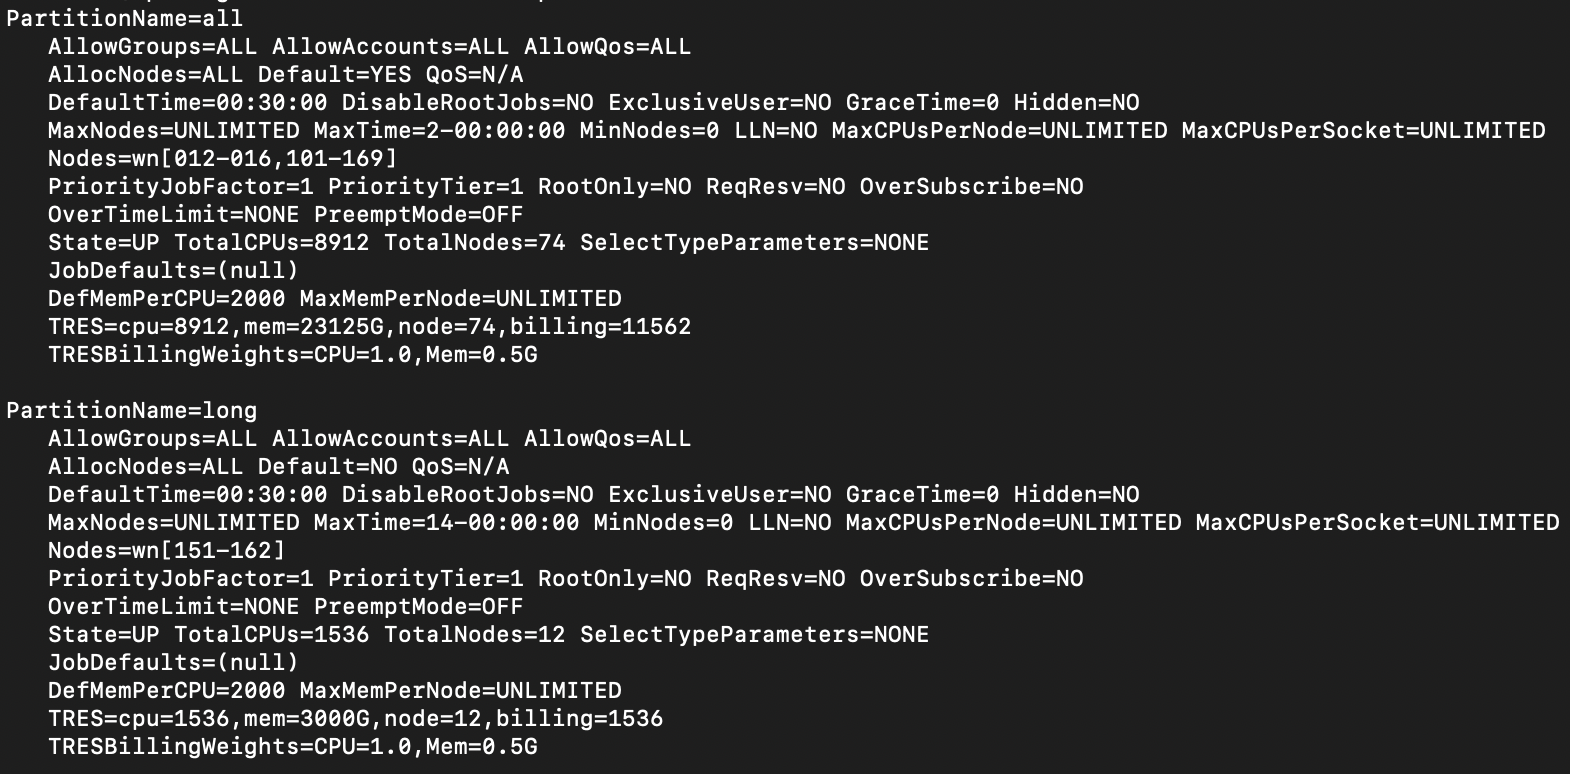 PartitionName=all
AllowGroups=ALL AllowAccounts=ALL AllowQos=ALL
AllocNodes=ALL Default=YES QoS=N/A
DefaultTime=00:30:00 DisableRootJobs=NO ExclusiveUser=NO GraceTime=0 Hidden=NO
MaxNodes=UNLIMITED MaxTime=2-00:00:00 MinNodes=0 LLN=NO MaxCPUsPerNode=UNLIMITED MaxCPUsPerSocket=UNLIMITED
Nodes=wn[012-016,101-169]
PriorityJobFactor=1 PriorityTier=1 RootOnly=NO ReqResv=NO OverSubscribe=NO
OverTimeLimit=NONE PreemptMode=OFF
State=UP TotalCPUs=8912 TotalNodes=74 SelectTypeParameters=NONE
JobDefaults=(null)
DefMemPerCPU=2000 MaxMemPerNode=UNLIMITED
TRES=cpu=8912,mem=23125G,node=74,billing=11562
TRESBillingWeights=CPU=1.0,Mem=0.5G

PartitionName=long
AllowGroups=ALL AllowAccounts=ALL AllowQos=ALL
AllocNodes=ALL Default=NO QoS=N/A
DefaultTime=00:30:00 DisableRootJobs=NO ExclusiveUser=NO GraceTime=0 Hidden=NO
MaxNodes=UNLIMITED MaxTime=14-00:00:00 MinNodes=0 LLN=NO MaxCPUsPerNode=UNLIMITED MaxCPUsPerSocket=UNLIMITED
Nodes=wn[151-162]
PriorityJobFactor=1 PriorityTier=1 RootOnly=NO ReqResv=NO OverSubscribe=NO
OverTimeLimit=NONE PreemptMode=OFF
State=UP TotalCPUs=1536 TotalNodes=12 SelectTypeParameters=NONE
JobDefaults=(null)
DefMemPerCPU=2000 MaxMemPerNode=UNLIMITED
TRES=cpu=1536,mem=3000G,node=12,billing=1536
TRESBillingWeights=CPU=1.0,Mem=0.5G